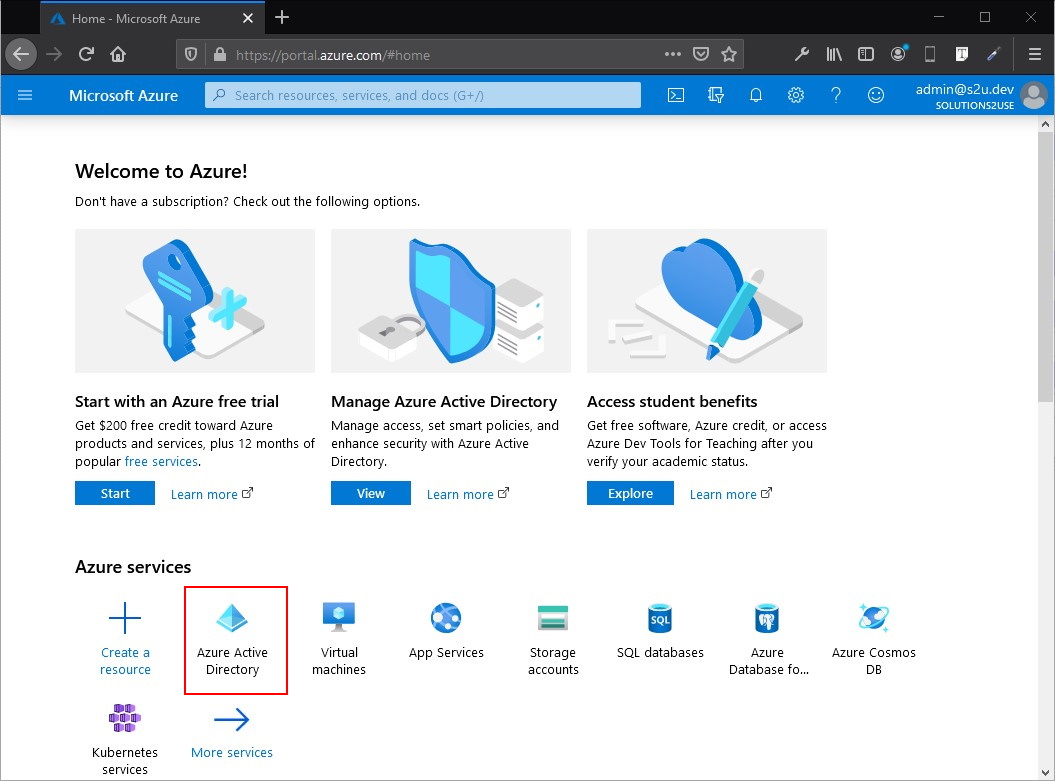 Home - Microsoft Azure
https://portal.azure.com/#home
Microsoft Azure
Search resources, services, and docs (G+/)
admin@s2u.dev
SOLUTIONS2USE
Welcome to Azure!
Don't have a subscription? Check out the following options.
Start with an Azure free trial
Get $200 free credit toward Azure
products and services, plus 12 months of
popular free services.
Start
Learn more
Manage Azure Active Directory
Manage access, set smart policies, and
enhance security with Azure Active
Directory.
View
Learn more
Access student benefits
Get free software, Azure credit, or access
Azure Dev Tools for Teaching after you
verify your academic status.
Explore
Learn more
Azure services
Create a
resource
Azure Active
Directory
Virtual
machines
App Services
Storage
accounts
SQL
SQL databases
Azure
Database fo...
Azure Cosmos
DB
Kubernetes
services
More services